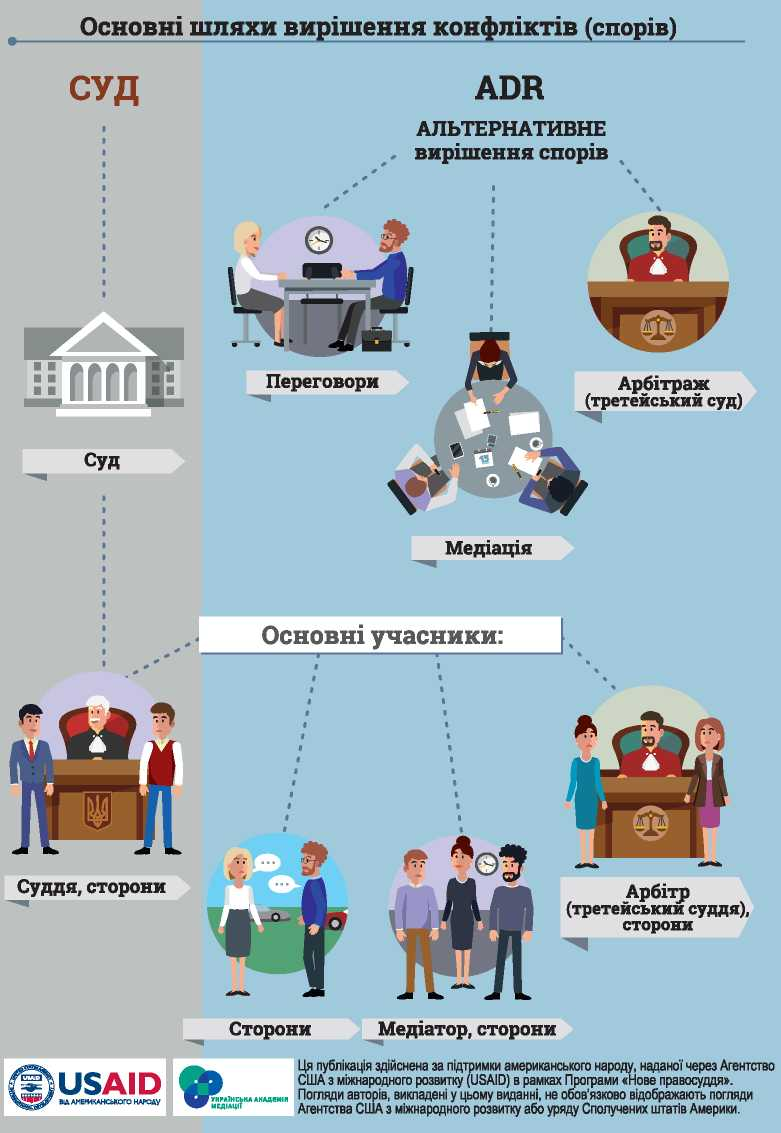 Основні шляхи вирішення конфліктів (спорів)
СУД
ADR
АЛЬТЕРНАТИВНЕ
вирішення спорів
Переговори
Арбітраж
(третейський суд)
Суд
Медіація
Основні учасники:
Суддя, сторони
Арбітр
(третейський суддя),
сторони
Сторони
Медіатор, сторони
USAID
USAID
ВІД АМЕРИКАНСЬКОГО НАРОДУ
УКРАЇНСЬКА АКАДЕМІЯ
МЕДІАЦІЇ
Ця публікація здійснена за підтримки американського народу, наданої через Агентство
США з міжнародного розвитку (USAID) в рамках Програми «Нове правосуддя».
Погляди авторів, викладені у цьому виданні, не обов'язково відображають погляди
Агентства США з міжнародного розвитку або уряду Сполучених штатів Америки.